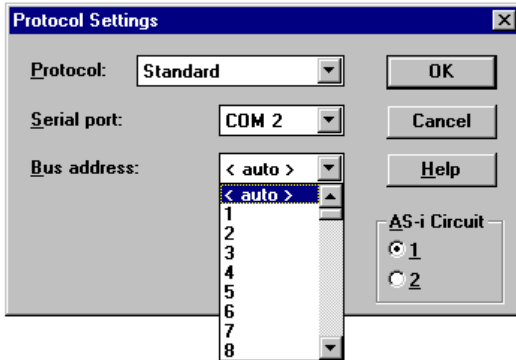 Protocol Settings
Protocol: Standard OK
Serial port: COM 2 Cancel
Bus address: < auto > Help
< auto >
1
2
3
4
5
6
7
8
AS-i Circuit
1
2